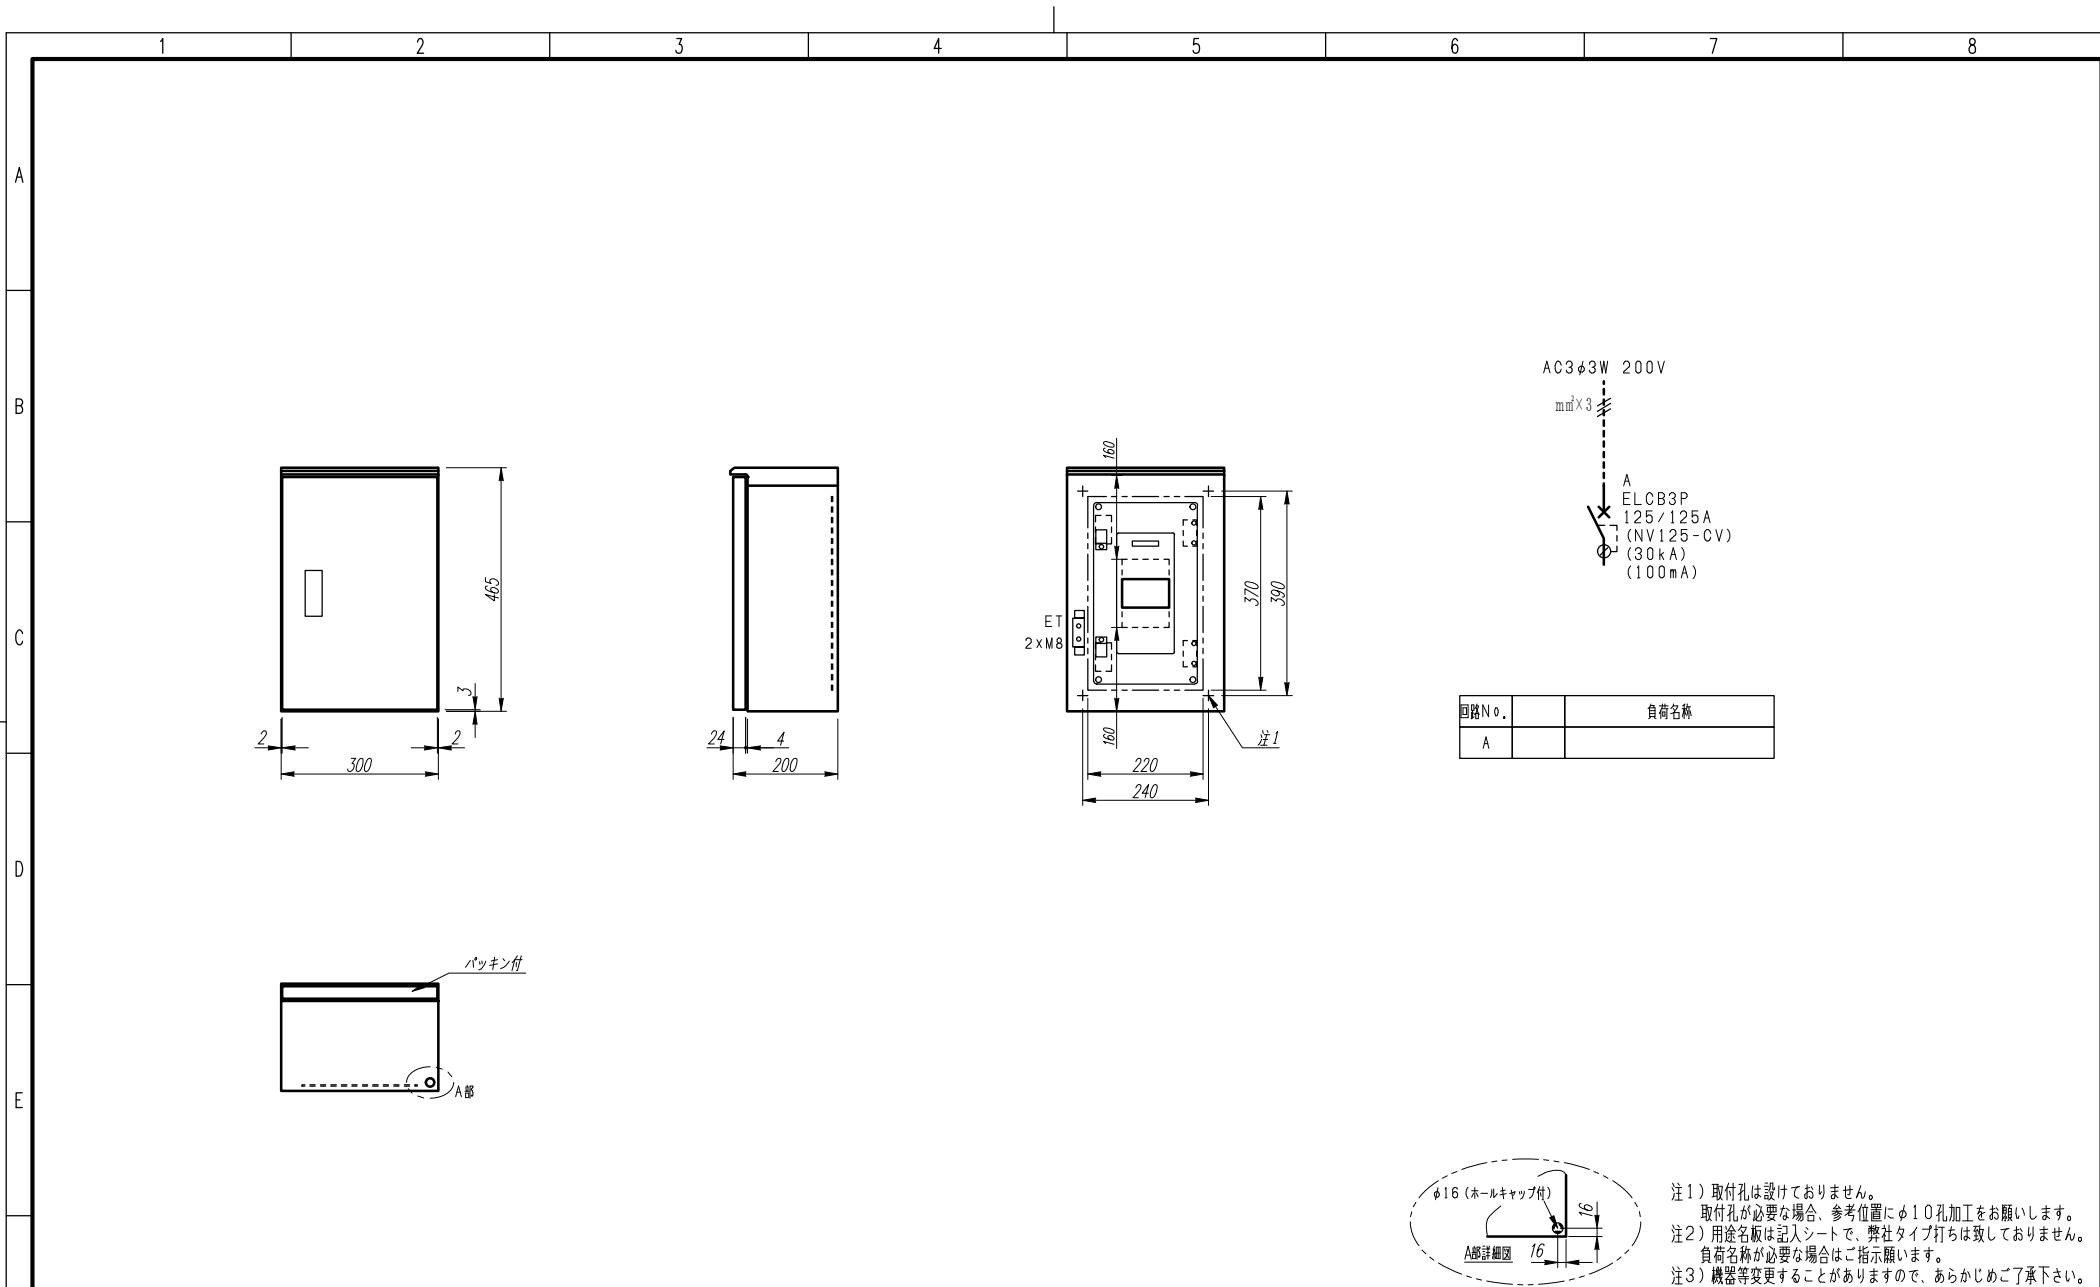 1 2 3 4 5 6 7 8
A
B
C
D
E
AC3φ3W 200V
mm²×3
A
ELCB3P
125/125A
(NV125-CV)
(30kA)
(100mA)
465
3
2
2
300
24
4
200
160
370
390
ET
2×M8
160
注1
220
240
回路No. 負荷名称
A
パッキン付
A部
φ16(ホールキャップ付)
16
A部詳細図
16
注1)取付孔は設けておりません。
取付孔が必要な場合、参考位置にφ10孔加工をお願いします。
注2)用途名板は記入シートで、弊社タイプ打ちは致しておりません。
負荷名称が必要な場合はご指示願います。
注3)機器等変更することがありますので、あらかじめご了承下さい。